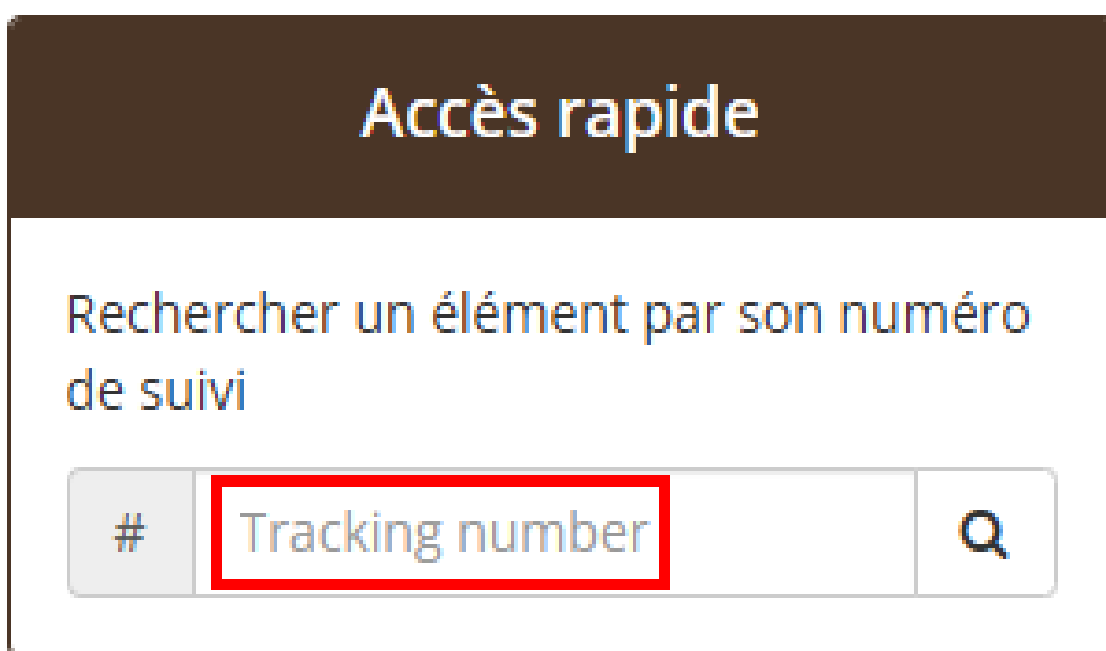 Accès rapide
Rechercher un élément par son numéro
de suivi
# Tracking number